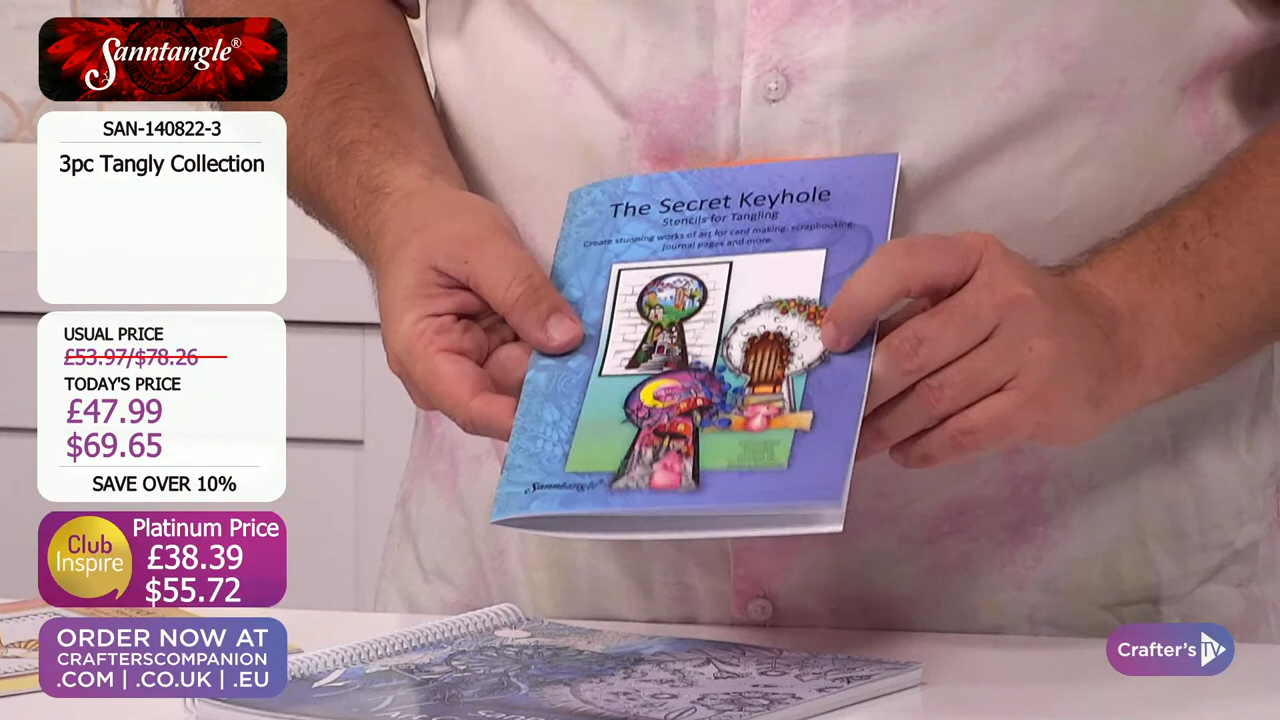 Sanntangle®
SAN-140822-3
3pc Tangly Collection
USUAL PRICE
£53.97/$78.26
TODAY'S PRICE
£47.99
$69.65
SAVE OVER 10%
Club
Inspire
Platinum Price
£38.39
$55.72
ORDER NOW AT
CRAFTERSCOMPANION
.COM | .CO.UK | .EU
The Secret Keyhole
Stencils for Tangling
Create stunning works of art for card making, scrapbooking,
journal pages and more.
Sanntangle®
Crafter's TV